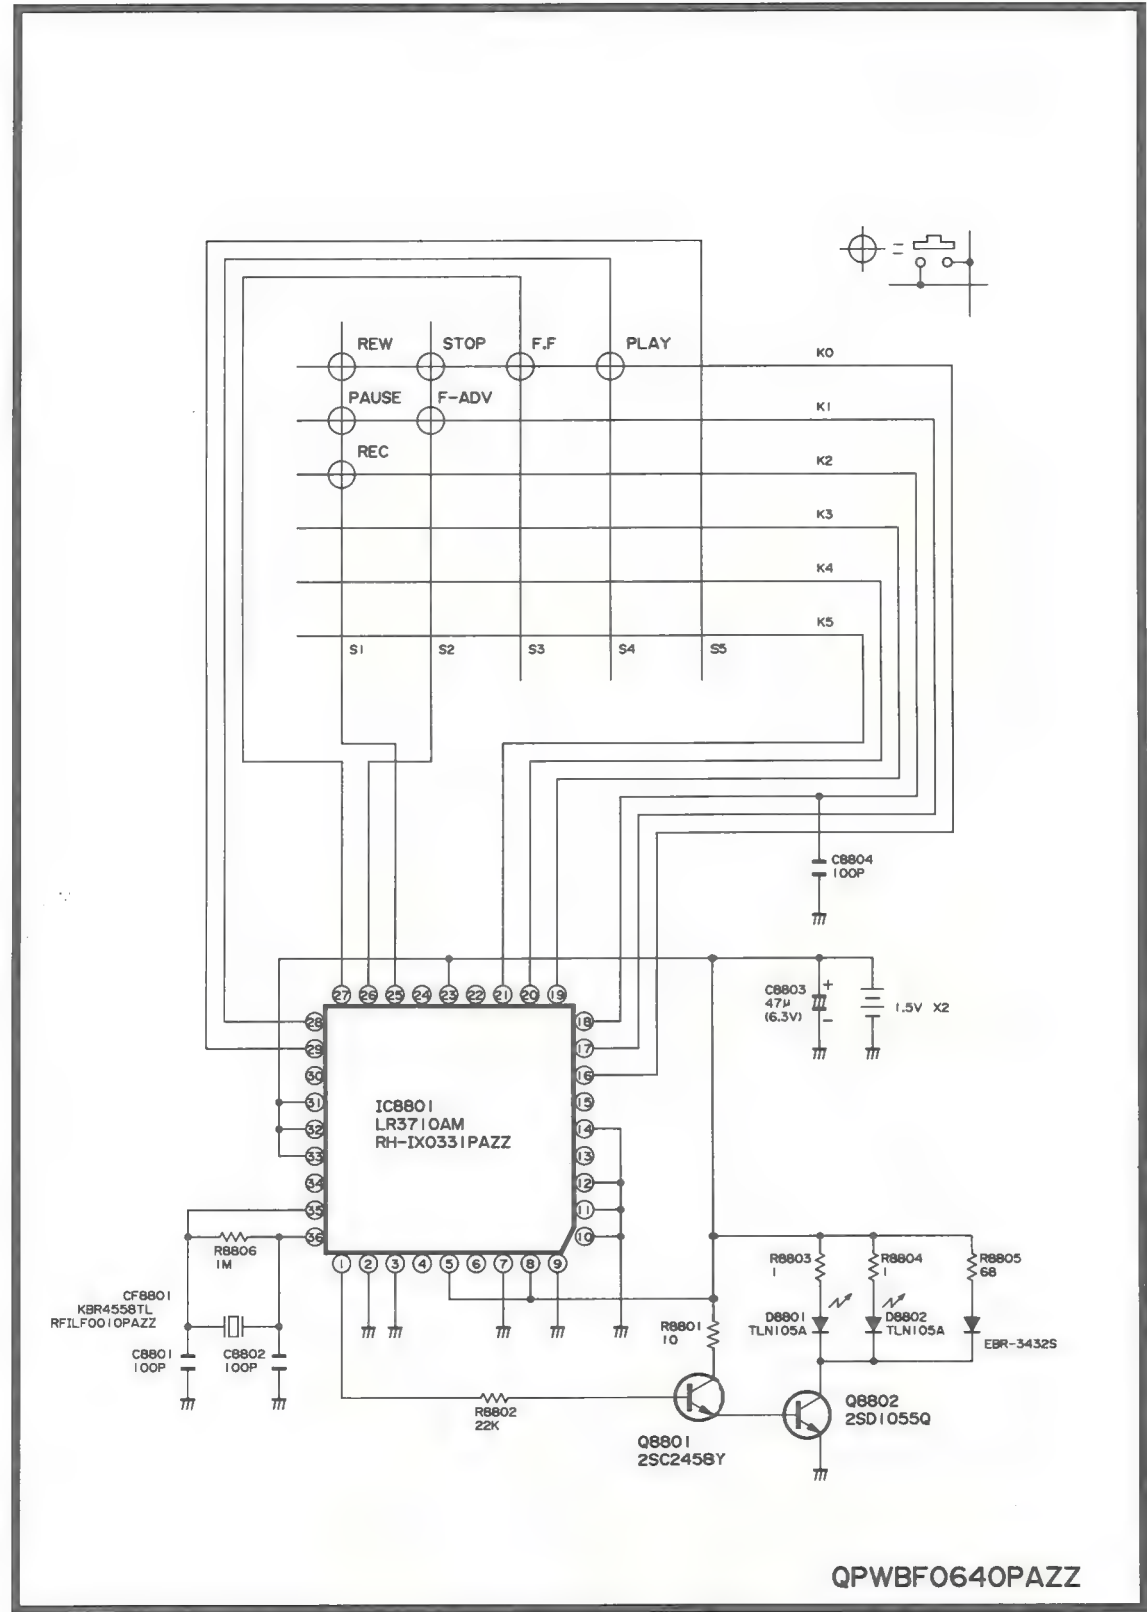 REW STOP F.F PLAY K0
PAUSE F-ADV K1
REC K2
K3
K4
K5
S1 S2 S3 S4 S5
=
C8804
100P
27 26 25 24 23 22 21 20 19
C8803
47μ
(6.3V)
+
-
1.5V X2
28 18
29 17
30 16
31 15
32 14
33 13
34 12
35 11
36 10
IC8801
LR3710AM
RH-IX0331PAZZ
1 2 3 4 5 6 7 8 9
R8806
1M
CF8801
KBR455BTL
RFILF0010PAZZ
C8801
100P
C8802
100P
R8802
22K
R8801
10
R8803
1
R8804
1
R8805
68
D8801
TLN105A
D8802
TLN105A
EBR-3432S
Q8801
2SC2458Y
Q8802
2SD1055Q
QPWBF0640PAZZ